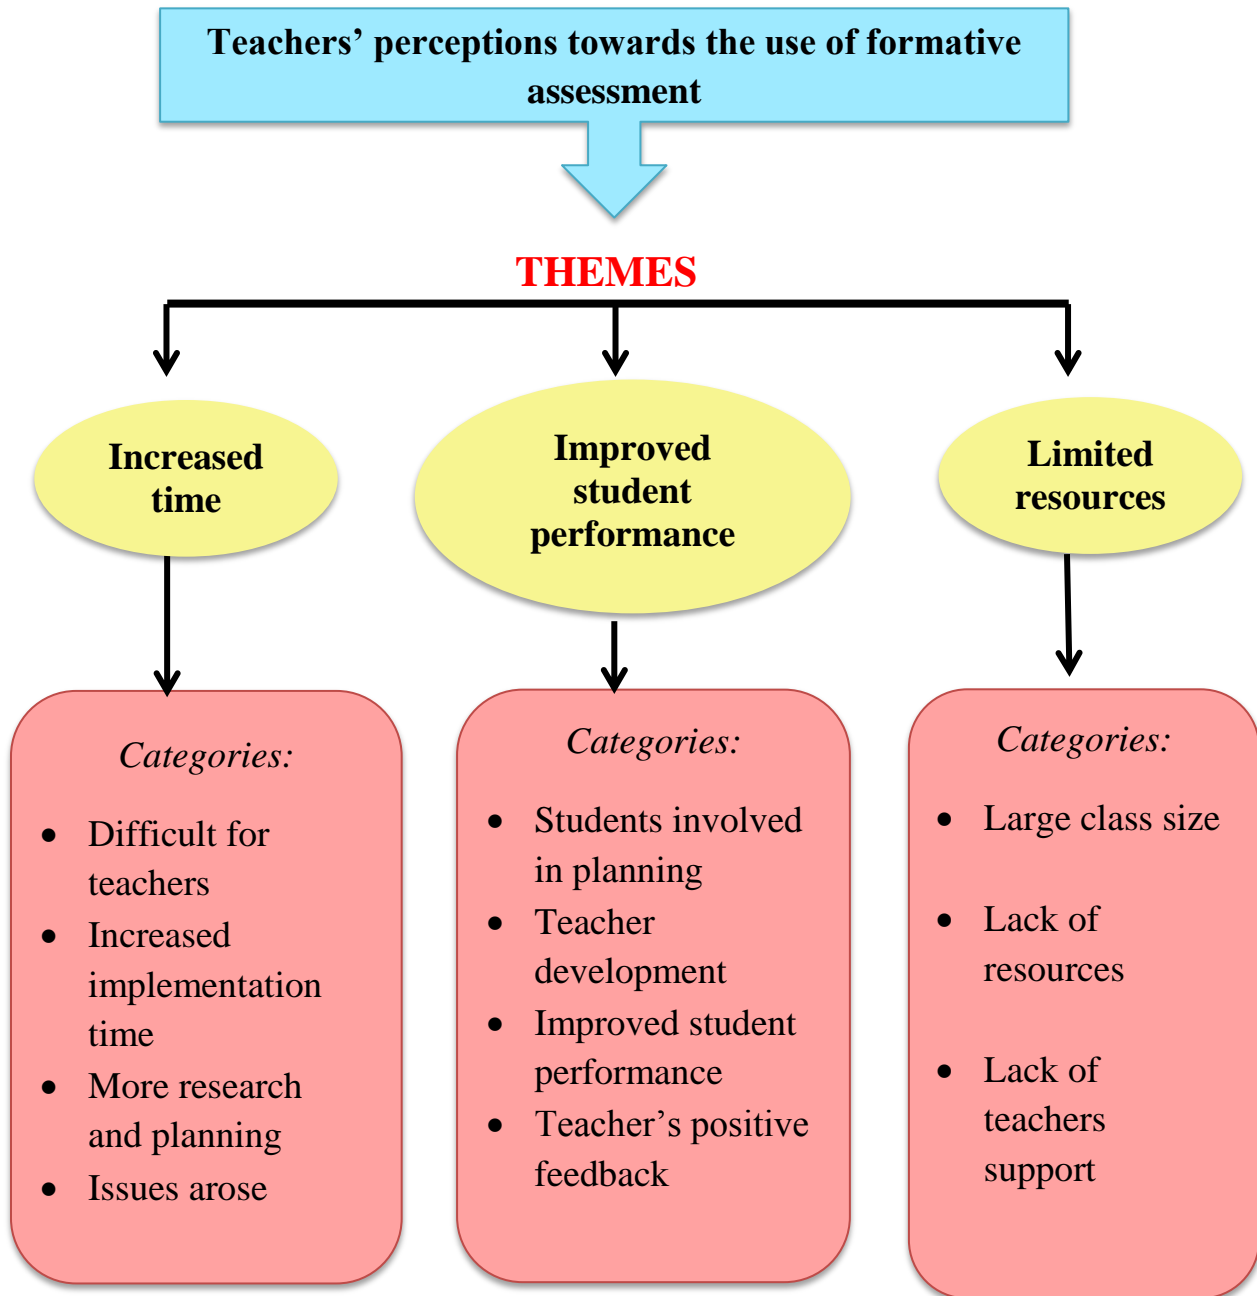 Teachers’ perceptions towards the use of formative
assessment
THEMES
Increased
time
Improved
student
performance
Limited
resources
Categories:
• Difficult for
teachers
• Increased
implementation
time
• More research
and planning
• Issues arose
Categories:
• Students involved
in planning
• Teacher
development
• Improved student
performance
• Teacher’s positive
feedback
Categories:
• Large class size
• Lack of
resources
• Lack of
teachers
support